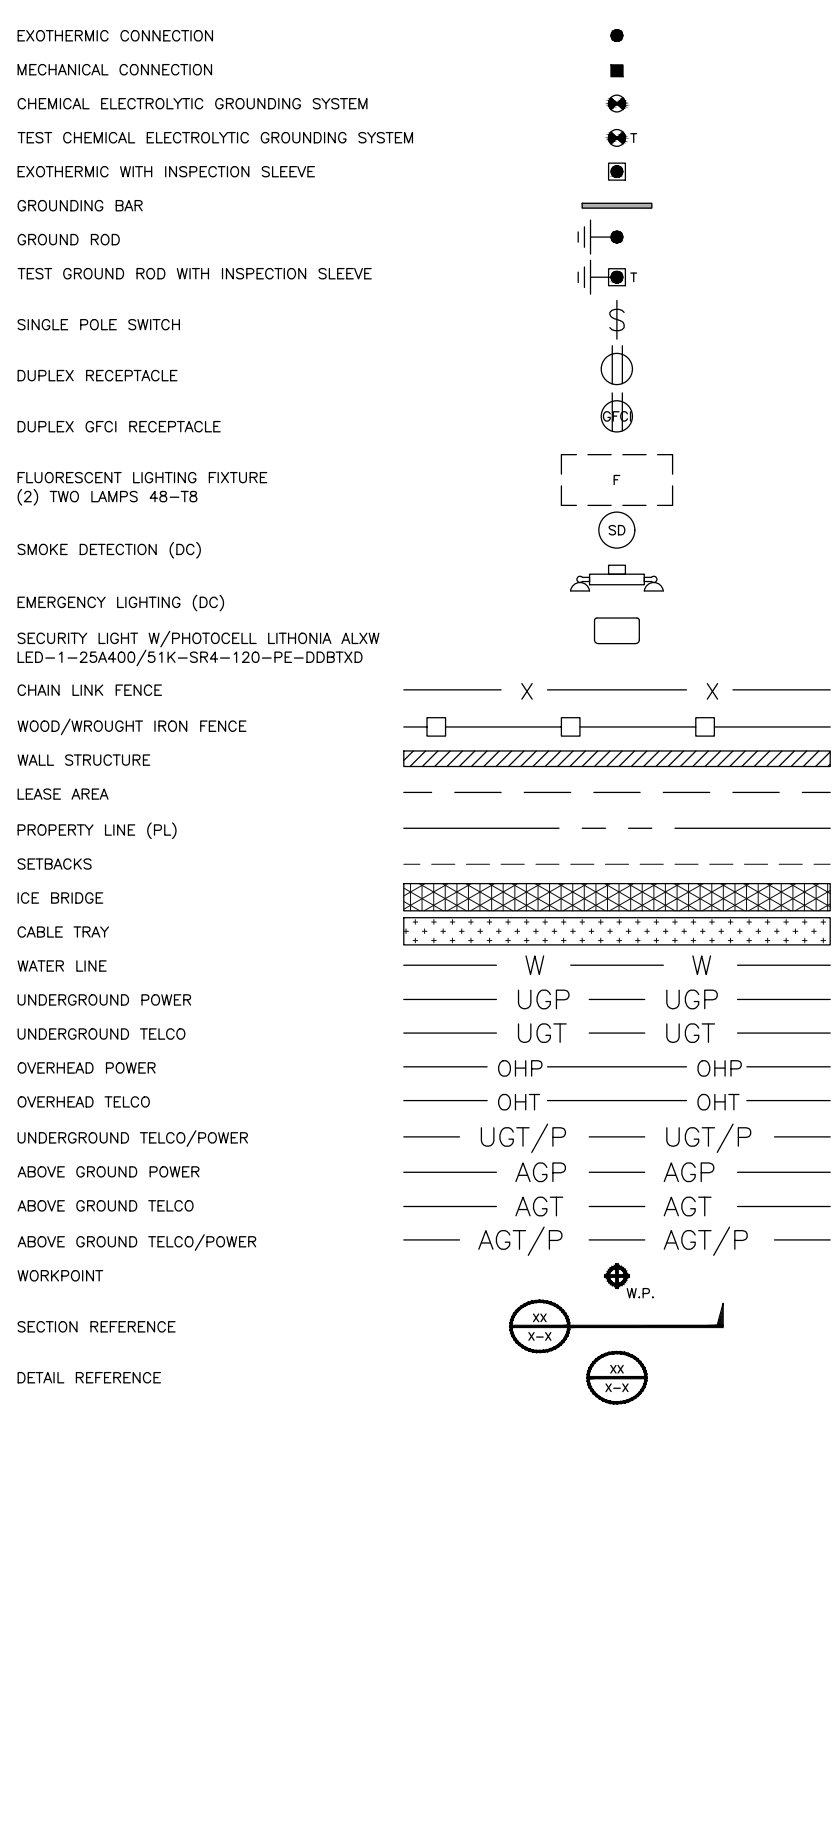 EXOTHERMIC CONNECTION
MECHANICAL CONNECTION
CHEMICAL ELECTROLYTIC GROUNDING SYSTEM
TEST CHEMICAL ELECTROLYTIC GROUNDING SYSTEM T
EXOTHERMIC WITH INSPECTION SLEEVE
GROUNDING BAR
GROUND ROD
TEST GROUND ROD WITH INSPECTION SLEEVE T
SINGLE POLE SWITCH $
DUPLEX RECEPTACLE
DUPLEX GFCI RECEPTACLE GFCI
FLUORESCENT LIGHTING FIXTURE F
(2) TWO LAMPS 48-T8
SMOKE DETECTION (DC) SD
EMERGENCY LIGHTING (DC)
SECURITY LIGHT W/PHOTOCELL LITHONIA ALXW
LED-1-25A400/51K-SR4-120-PE-DDBTXD
CHAIN LINK FENCE X X
WOOD/WROUGHT IRON FENCE
WALL STRUCTURE
LEASE AREA
PROPERTY LINE (PL)
SETBACKS
ICE BRIDGE
CABLE TRAY
WATER LINE W W
UNDERGROUND POWER UGP UGP
UNDERGROUND TELCO UGT UGT
OVERHEAD POWER OHP OHP
OVERHEAD TELCO OHT OHT
UNDERGROUND TELCO/POWER UGT/P UGT/P
ABOVE GROUND POWER AGP AGP
ABOVE GROUND TELCO AGT AGT
ABOVE GROUND TELCO/POWER AGT/P AGT/P
WORKPOINT
W.P.
XX
SECTION REFERENCE
X-X
XX
DETAIL REFERENCE
X-X